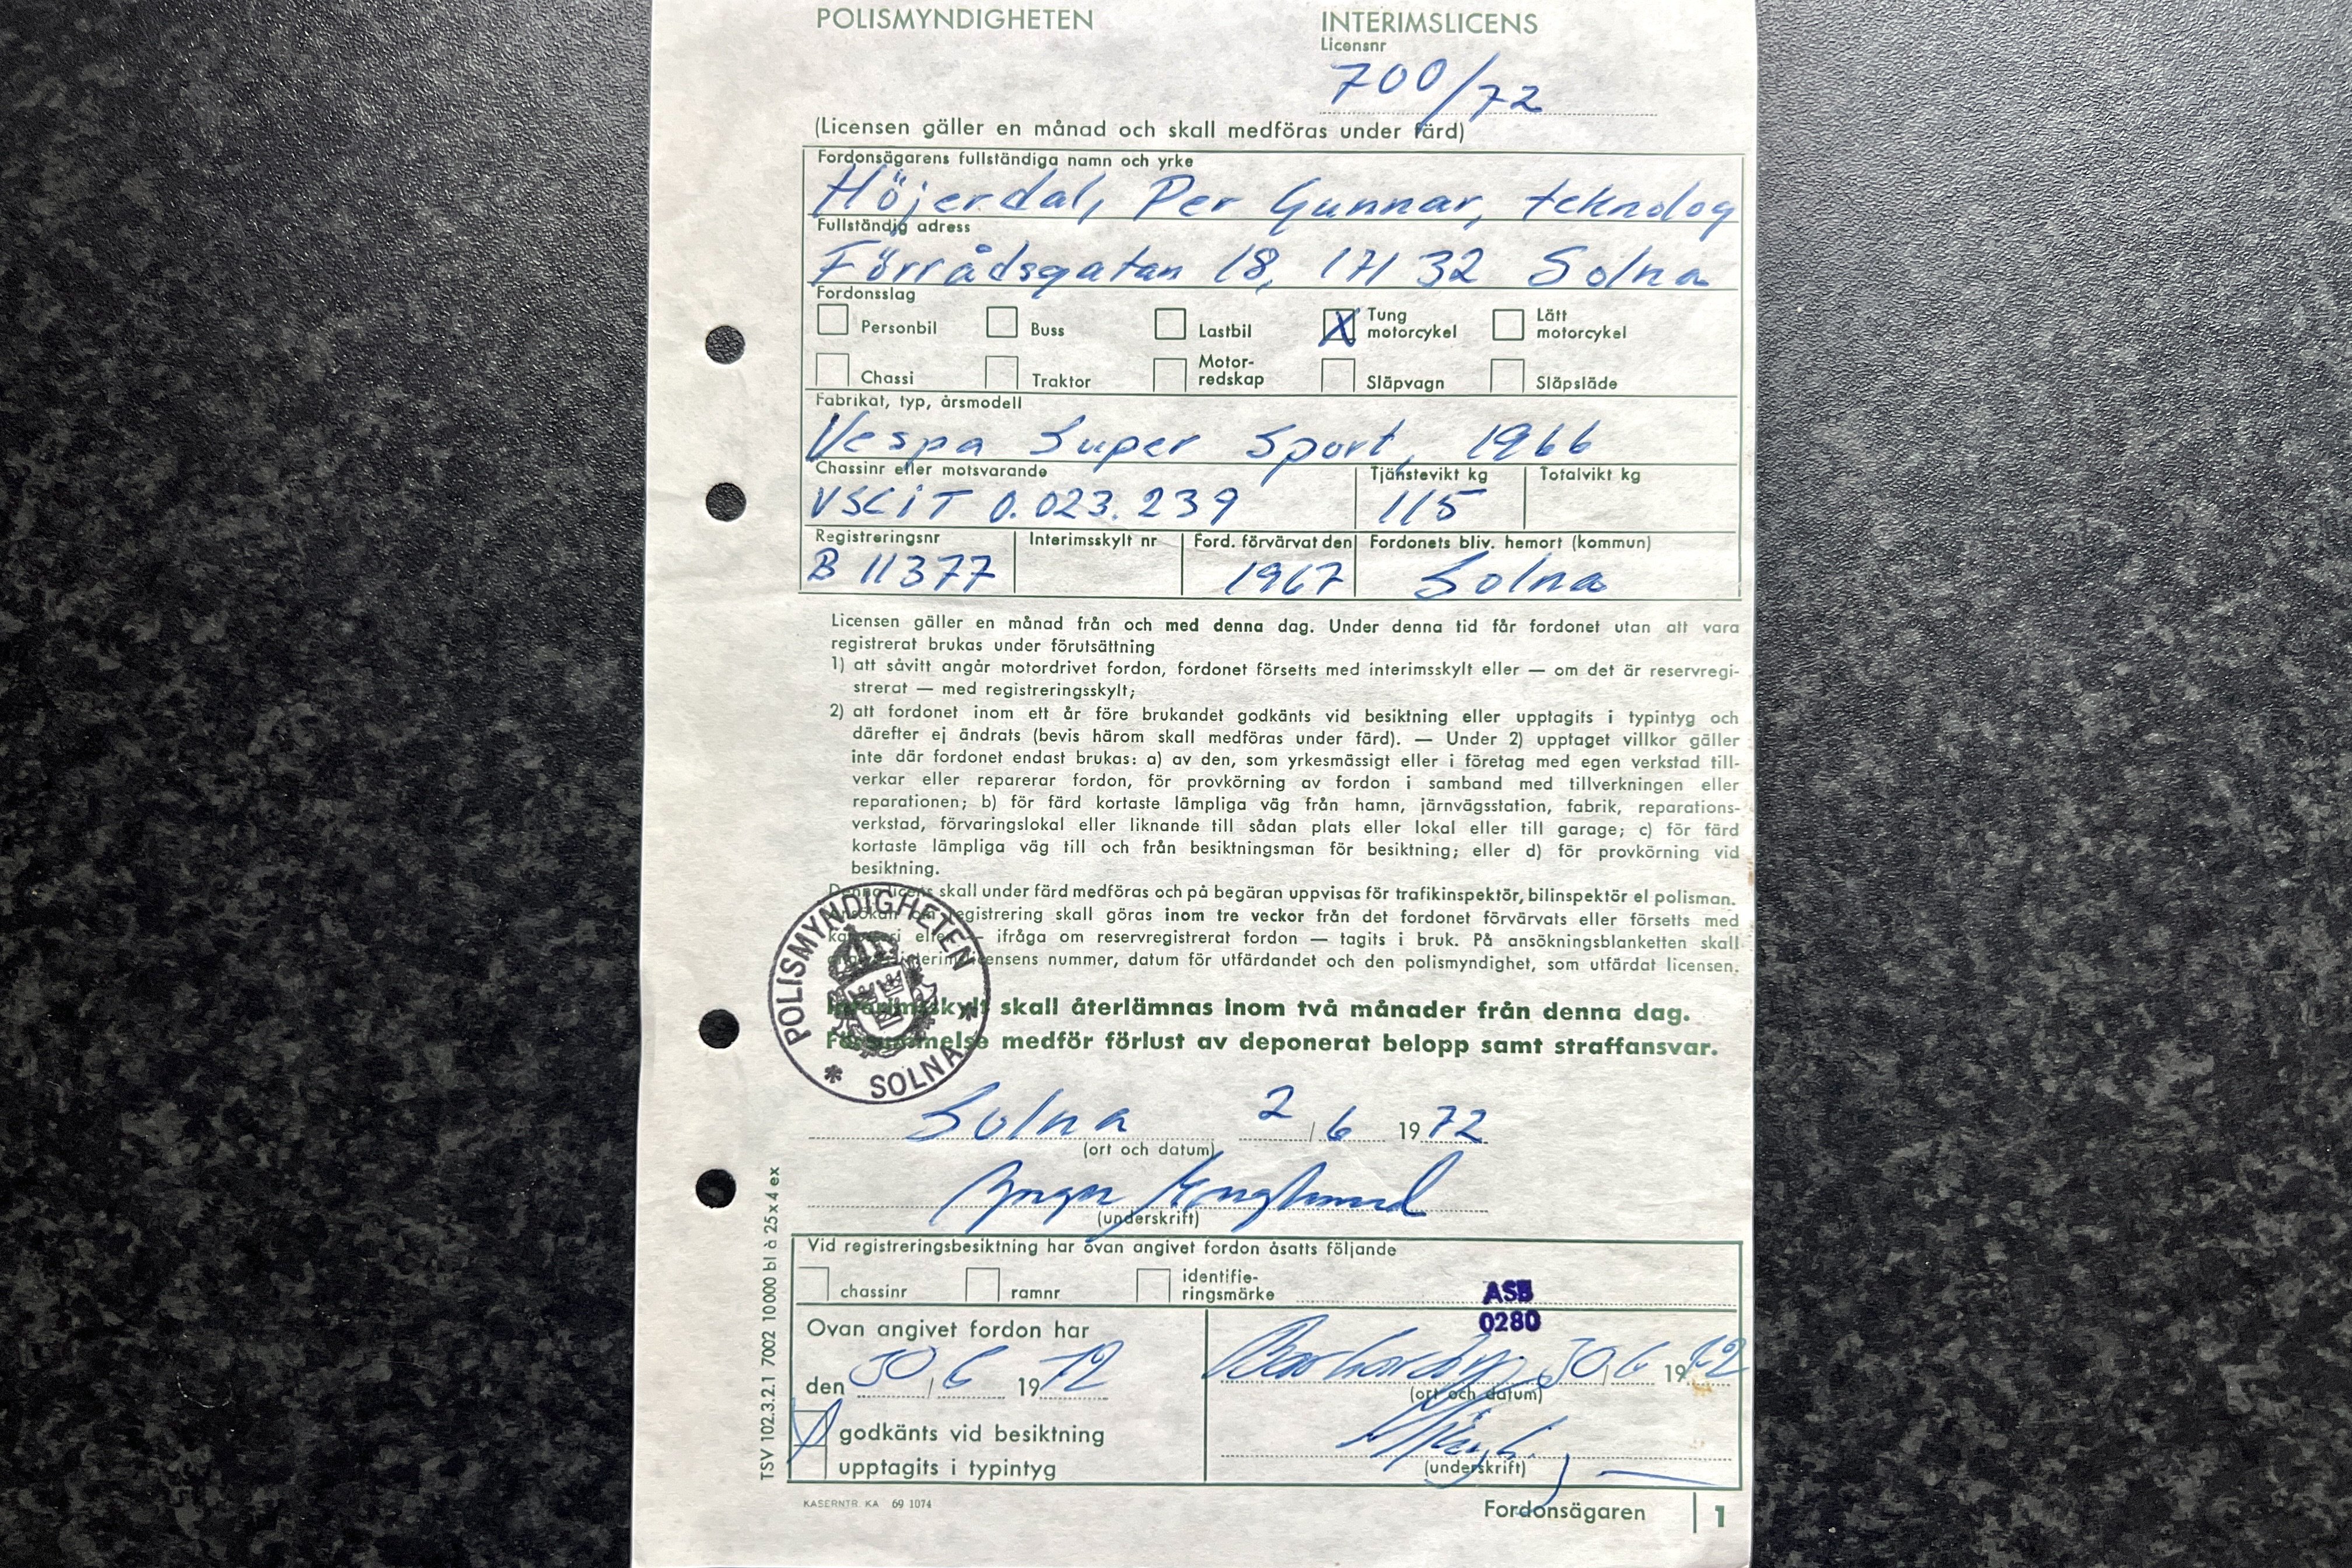 POLISMYNDIGHETEN
INTERIMSLICENS
Licensnr
700/72
(Licensen gäller en månad och skall medföras under färd)
Fordonsägarens fullständiga namn och yrke
Höjerdal, Per Gunnar, teknolog
Fullständig adress
Förrådsgatan 18, 171 32 Solna
Fordonsslag
Personbil Buss Lastbil X Tung motorcykel Lätt motorcykel
Chassi Traktor Motor-redskap Släpvagn Släpsläde
Fabrikat, typ, årsmodell
Vespa Super Sport, 1966
Chassinr eller motsvarande Tjänstevikt kg Totalvikt kg
VSC1T 0.023.239 115
Registreringsnr Interimsskylt nr Ford. förvärvat den Fordonets bliv. hemort (kommun)
B 11377 1967 Solna
Licensen gäller en månad från och med denna dag. Under denna tid får fordonet utan att vara
registrerat brukas under förutsättning
1) att såvitt angår motordrivet fordon, fordonet försetts med interimsskylt eller — om det är reservregi-
strerat — med registreringsskylt;
2) att fordonet inom ett år före brukandet godkänts vid besiktning eller upptagits i typintyg och
därefter ej ändrats (bevis härom skall medföras under färd). — Under 2) upptaget villkor gäller
inte där fordonet endast brukas: a) av den, som yrkesmässigt eller i företag med egen verkstad till-
verkar eller reparerar fordon, för provkörning av fordon i samband med tillverkningen eller
reparationen; b) för färd kortaste lämpliga väg från hamn, järnvägsstation, fabrik, reparations-
verkstad, förvaringslokal eller liknande till sådan plats eller lokal eller till garage; c) för färd
kortaste lämpliga väg till och från besiktningsman för besiktning; eller d) för provkörning vid
besiktning.
Denna licens skall under färd medföras och på begäran uppvisas för trafikinspektör, bilinspektör el polisman.
Ansökan om registrering skall göras inom tre veckor från det fordonet förvärvats eller försetts med
karosseri eller — ifråga om reservregistrerat fordon — tagits i bruk. På ansökningsblanketten skall
interimslicensens nummer, datum för utfärdandet och den polismyndighet, som utfärdat licensen.
Interimsskylt skall återlämnas inom två månader från denna dag.
Försummelse medför förlust av deponerat belopp samt straffansvar.
POLISMYNDIGHETEN * SOLNA *
Solna 2/6 1972
(ort och datum)
(underskrift)
Vid registreringsbesiktning har ovan angivet fordon åsatts följande
chassinr ramnr identifie-ringsmärke
ASB
0280
Ovan angivet fordon har
den 30/6 1972
30/6 1972
(ort och datum)
godkänts vid besiktning
upptagits i typintyg
(underskrift)
TSV 102.3.2.1 7002 10000 bl à 25x4 ex
KASERNTR. KA 69 1074
Fordonsägaren 1